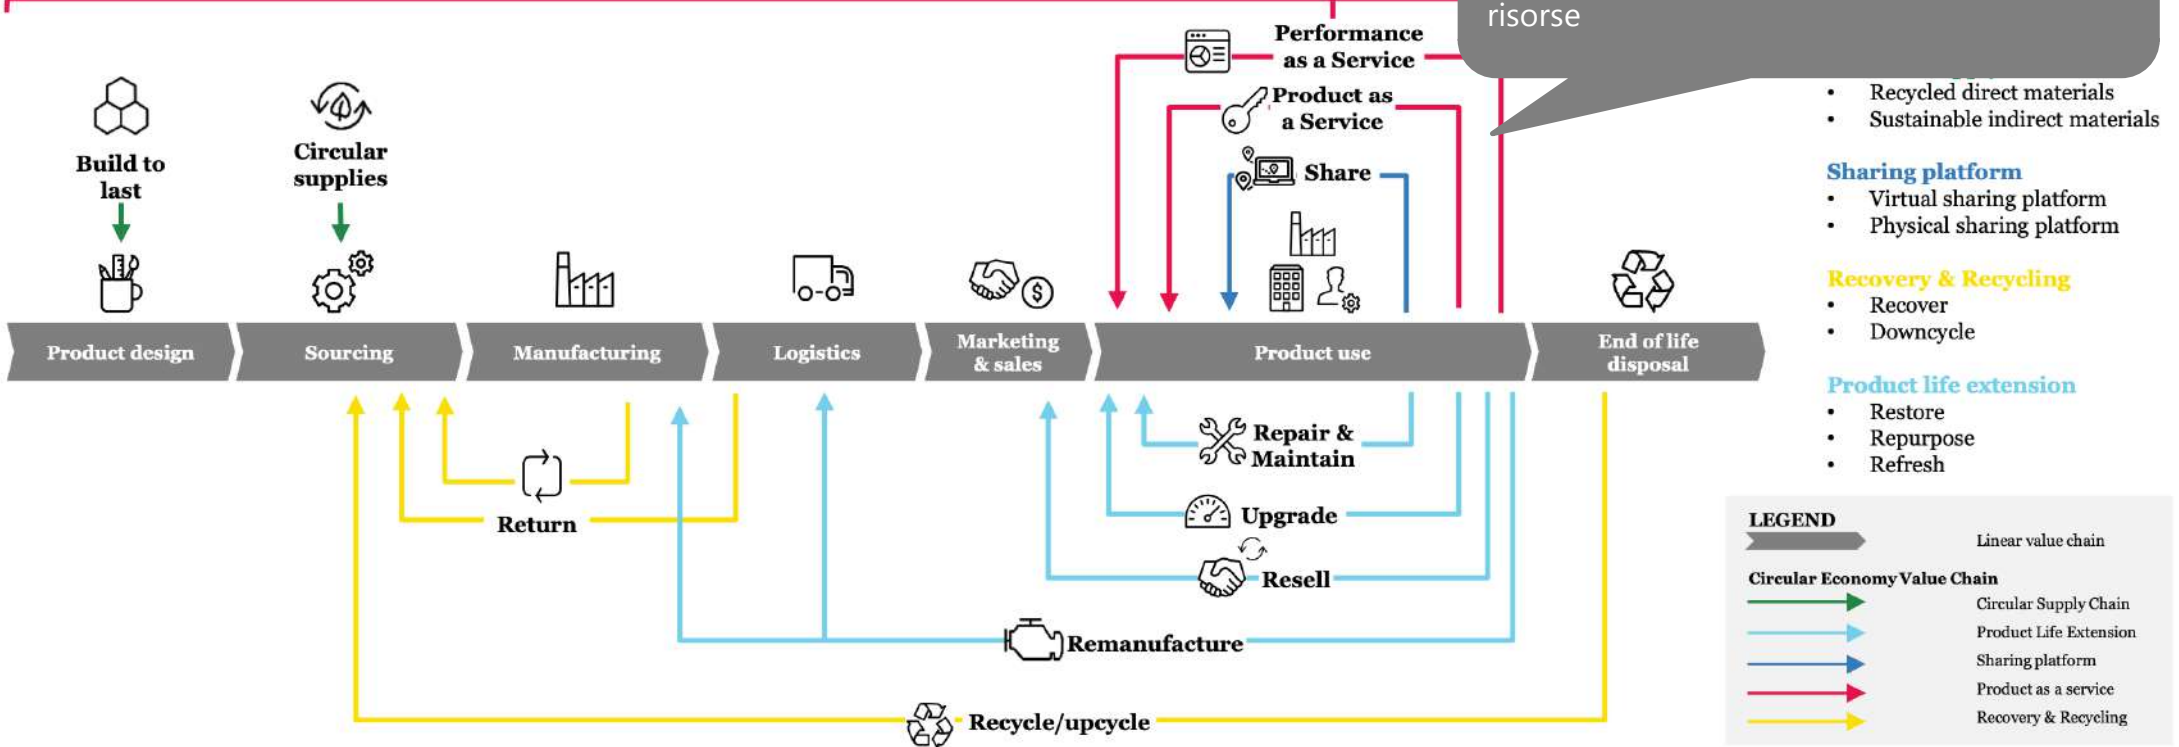 risorse
Performance
as a Service
Product as
a Service
Share
Build to
last
Circular
supplies
Product design
Sourcing
Manufacturing
Logistics
Marketing
& sales
Product use
End of life
disposal
Return
Repair &
Maintain
Upgrade
Resell
Remanufacture
Recycle/upcycle
• Recycled direct materials
• Sustainable indirect materials
Sharing platform
• Virtual sharing platform
• Physical sharing platform
Recovery & Recycling
• Recover
• Downcycle
Product life extension
• Restore
• Repurpose
• Refresh
LEGEND
Linear value chain
Circular Economy Value Chain
Circular Supply Chain
Product Life Extension
Sharing platform
Product as a service
Recovery & Recycling